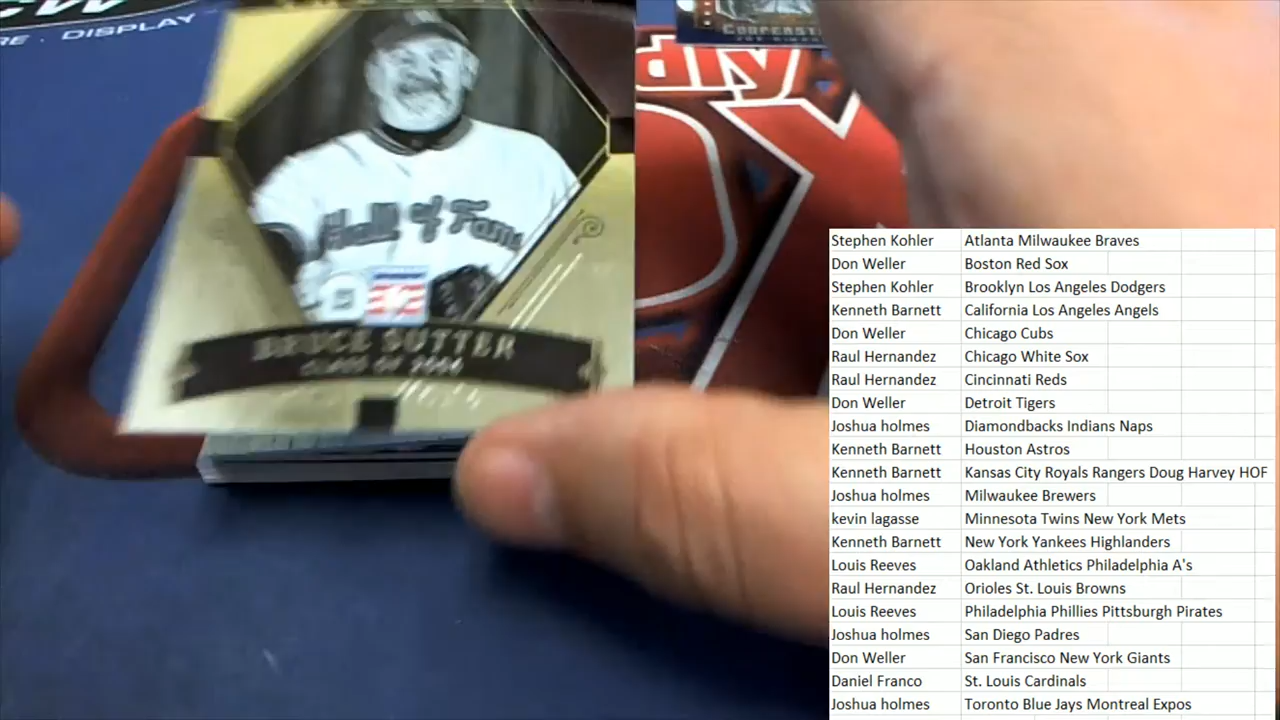 RE · DISPLAY
COOPERST
dly
Hall of Fame
BRUCE SUTTER
CLASS OF 2006
Stephen Kohler Atlanta Milwaukee Braves
Don Weller Boston Red Sox
Stephen Kohler Brooklyn Los Angeles Dodgers
Kenneth Barnett California Los Angeles Angels
Don Weller Chicago Cubs
Raul Hernandez Chicago White Sox
Raul Hernandez Cincinnati Reds
Don Weller Detroit Tigers
Joshua holmes Diamondbacks Indians Naps
Kenneth Barnett Houston Astros
Kenneth Barnett Kansas City Royals Rangers Doug Harvey HOF
Joshua holmes Milwaukee Brewers
kevin lagasse Minnesota Twins New York Mets
Kenneth Barnett New York Yankees Highlanders
Louis Reeves Oakland Athletics Philadelphia A's
Raul Hernandez Orioles St. Louis Browns
Louis Reeves Philadelphia Phillies Pittsburgh Pirates
Joshua holmes San Diego Padres
Don Weller San Francisco New York Giants
Daniel Franco St. Louis Cardinals
Joshua holmes Toronto Blue Jays Montreal Expos